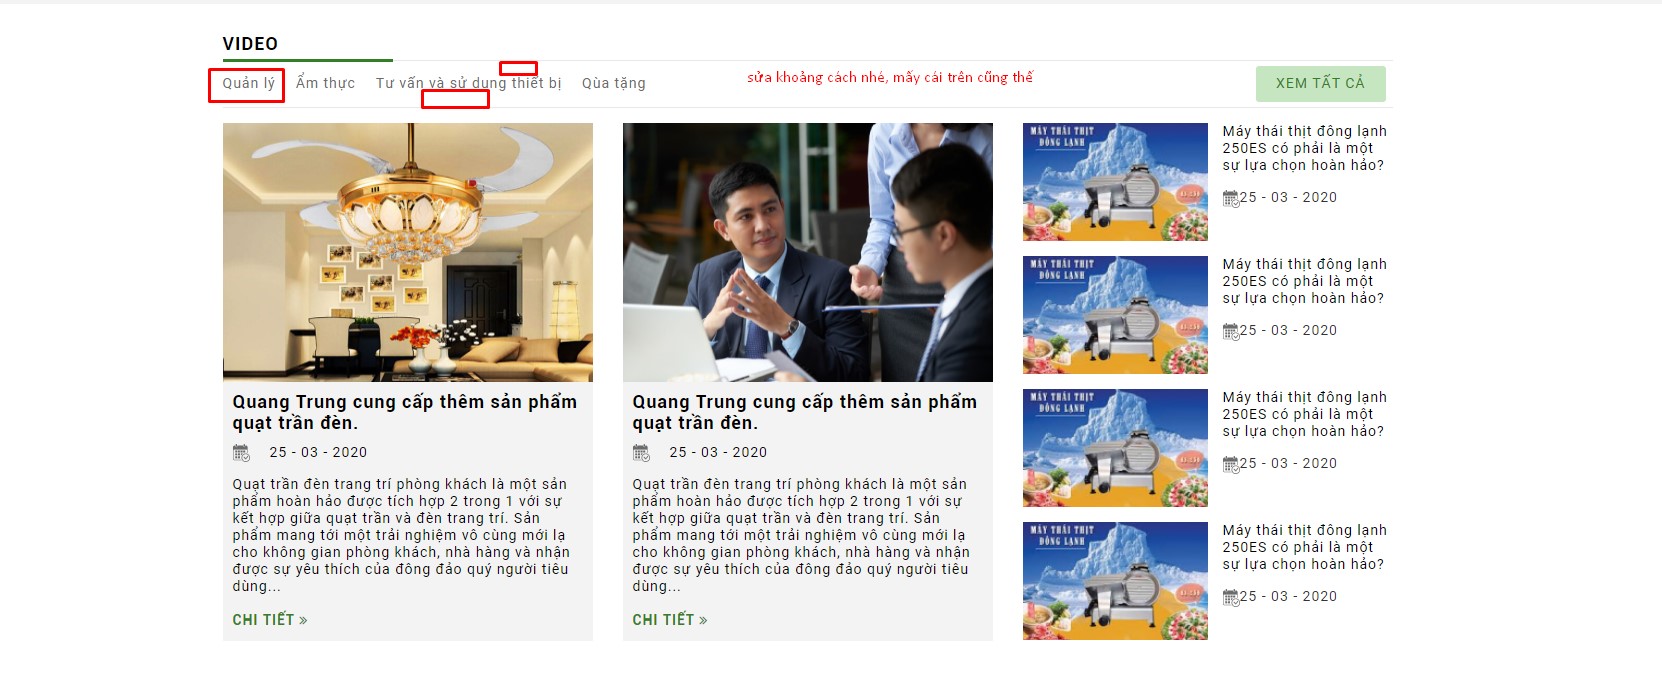 VIDEO
Quản lý Ẩm thực Tư vấn và sử dụng thiết bị Qùa tặng
sửa khoảng cách nhé, mấy cái trên cũng thế
XEM TẤT CẢ
Quang Trung cung cấp thêm sản phẩm
quạt trần đèn.
25 - 03 - 2020
Quạt trần đèn trang trí phòng khách là một sản
phẩm hoàn hảo được tích hợp 2 trong 1 với sự
kết hợp giữa quạt trần và đèn trang trí. Sản
phẩm mang tới một trải nghiệm vô cùng mới lạ
cho không gian phòng khách, nhà hàng và nhận
được sự yêu thích của đông đảo quý người tiêu
dùng...
CHI TIẾT »
Quang Trung cung cấp thêm sản phẩm
quạt trần đèn.
25 - 03 - 2020
Quạt trần đèn trang trí phòng khách là một sản
phẩm hoàn hảo được tích hợp 2 trong 1 với sự
kết hợp giữa quạt trần và đèn trang trí. Sản
phẩm mang tới một trải nghiệm vô cùng mới lạ
cho không gian phòng khách, nhà hàng và nhận
được sự yêu thích của đông đảo quý người tiêu
dùng...
CHI TIẾT »
MÁY THÁI THỊT
ĐÔNG LẠNH
Máy thái thịt đông lạnh
250ES có phải là một
sự lựa chọn hoàn hảo?
25 - 03 - 2020
MÁY THÁI THỊT
ĐÔNG LẠNH
Máy thái thịt đông lạnh
250ES có phải là một
sự lựa chọn hoàn hảo?
25 - 03 - 2020
MÁY THÁI THỊT
ĐÔNG LẠNH
Máy thái thịt đông lạnh
250ES có phải là một
sự lựa chọn hoàn hảo?
25 - 03 - 2020
MÁY THÁI THỊT
ĐÔNG LẠNH
Máy thái thịt đông lạnh
250ES có phải là một
sự lựa chọn hoàn hảo?
25 - 03 - 2020